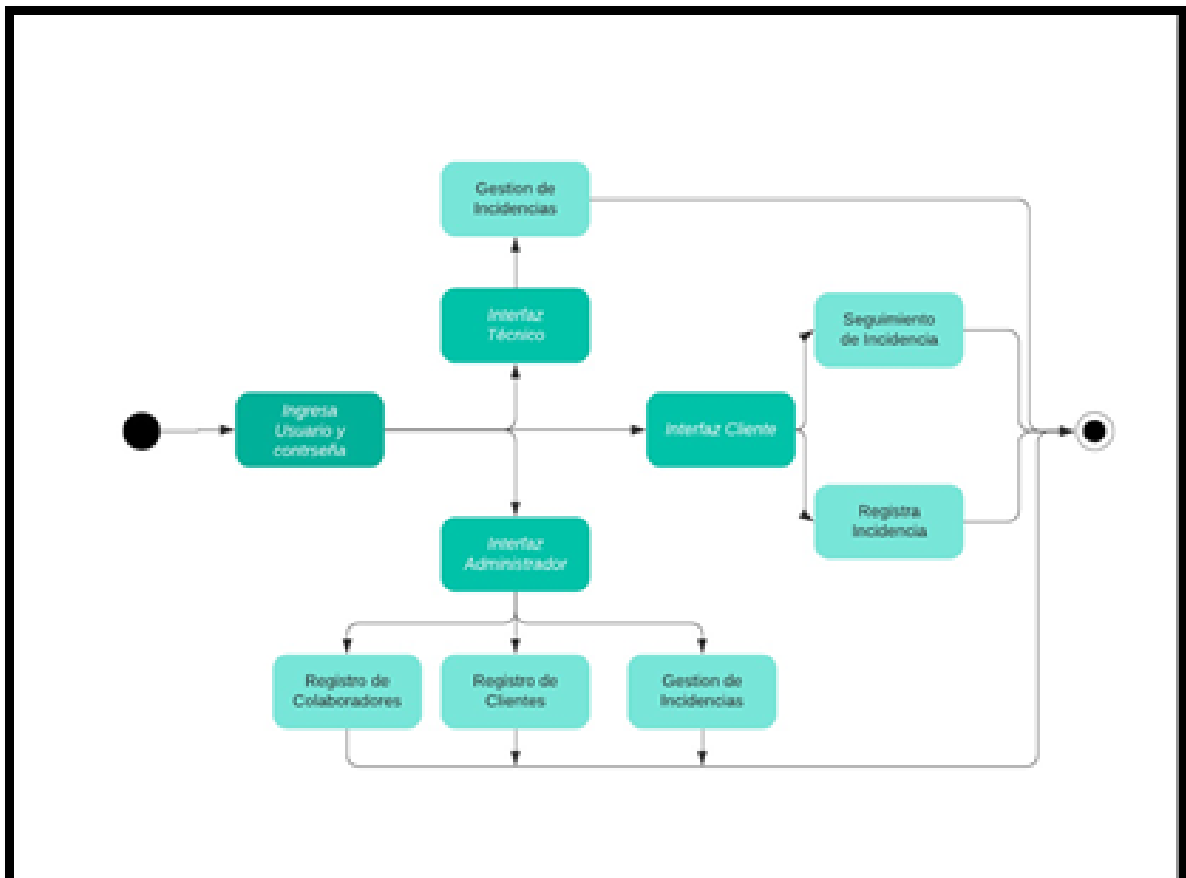 Gestion de
Incidencias
Interfaz
Técnico
Seguimiento
de Incidencia
Ingresa
Usuario y
contrseña
Interfaz Cliente
Registra
Incidencia
Interfaz
Administrador
Registro de
Colaboradores
Registro de
Clientes
Gestion de
Incidencias